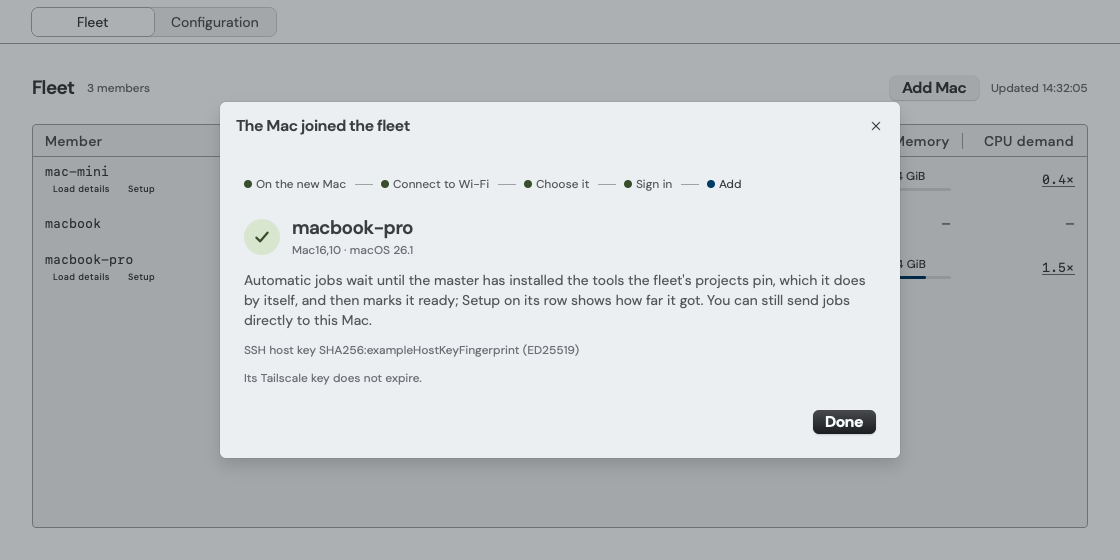 Fleet
Configuration
Fleet
3 members
Add Mac
Updated 14:32:05
Member
Memory
CPU demand
mac-mini
Load details
Setup
GiB
0.4×
macbook
–
–
macbook-pro
Load details
Setup
GiB
1.5×
The Mac joined the fleet
×
On the new Mac
Connect to Wi-Fi
Choose it
Sign in
Add
macbook-pro
Mac16,10 · macOS 26.1
Automatic jobs wait until the master has installed the tools the fleet's projects pin, which it does
by itself, and then marks it ready; Setup on its row shows how far it got. You can still send jobs
directly to this Mac.
SSH host key SHA256:exampleHostKeyFingerprint (ED25519)
Its Tailscale key does not expire.
Done